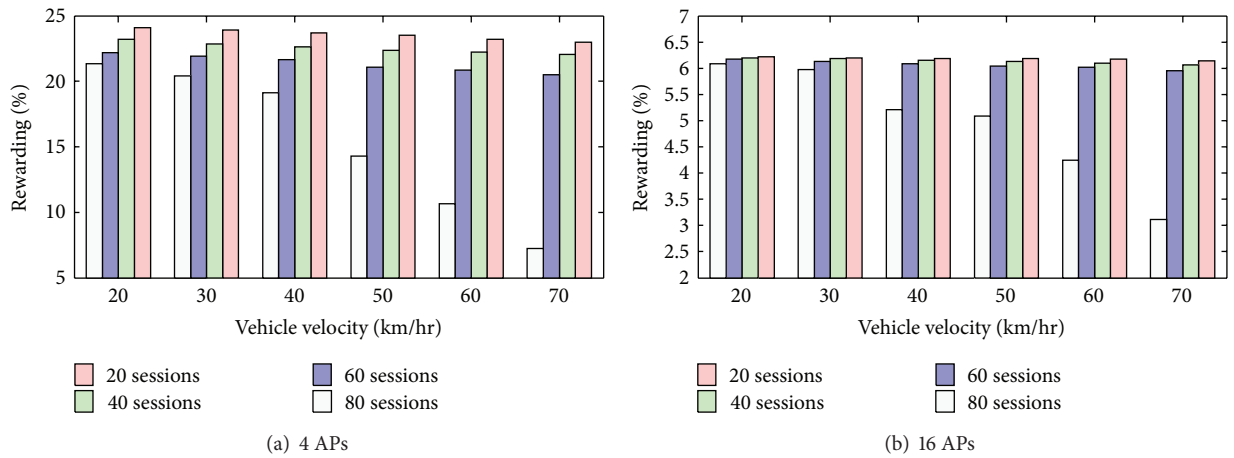 25
20
15
10
5
Rewarding (%)
20 30 40 50 60 70
Vehicle velocity (km/hr)
20 sessions
40 sessions
60 sessions
80 sessions
(a) 4 APs
7
6.5
6
5.5
5
4.5
4
3.5
3
2.5
2
Rewarding (%)
20 30 40 50 60 70
Vehicle velocity (km/hr)
20 sessions
40 sessions
60 sessions
80 sessions
(b) 16 APs